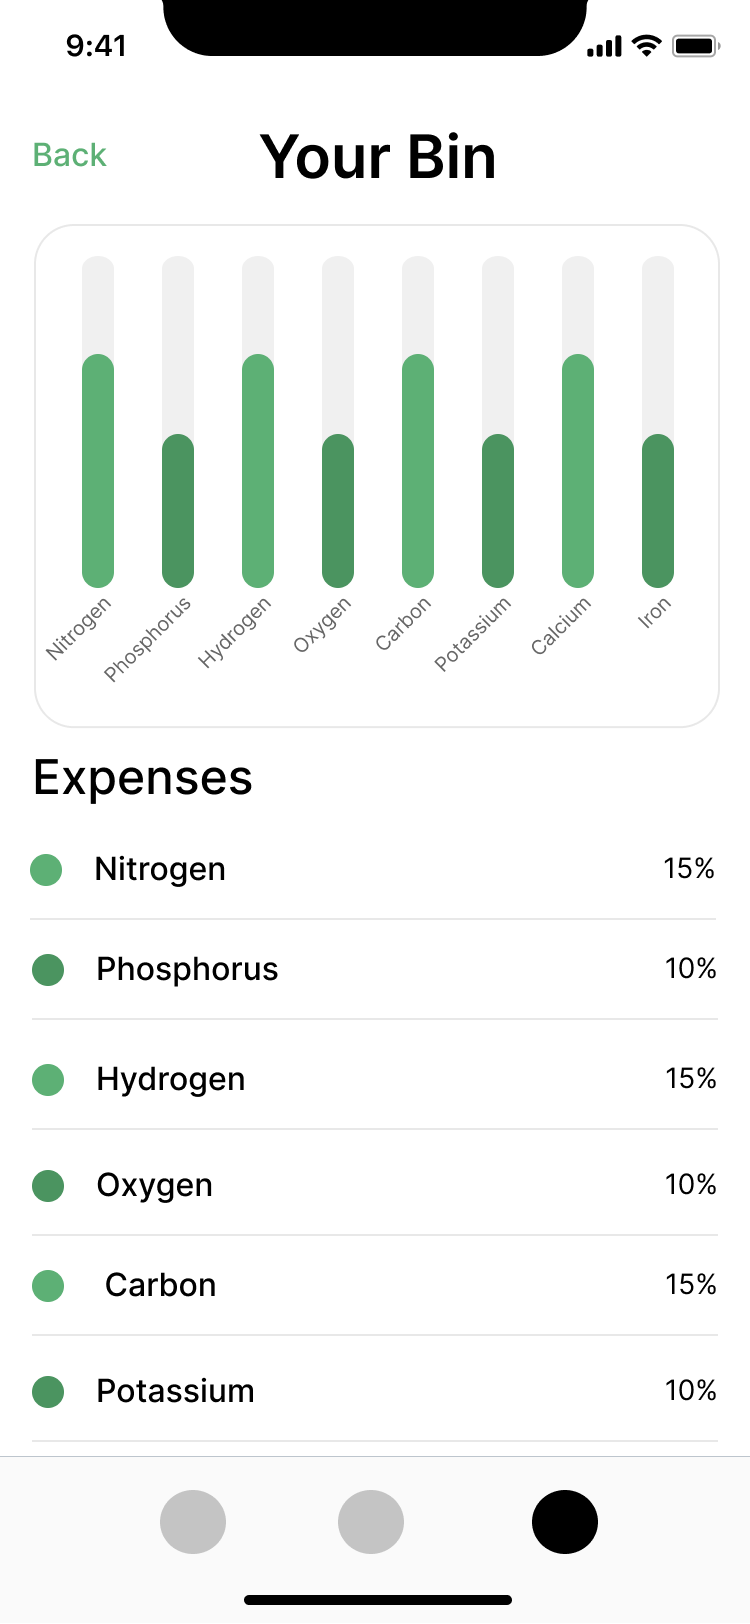 9:41
Back
Your Bin
Nitrogen
Phosphorus
Hydrogen
Oxygen
Carbon
Potassium
Calcium
Iron
Expenses
Nitrogen 15%
Phosphorus 10%
Hydrogen 15%
Oxygen 10%
Carbon 15%
Potassium 10%